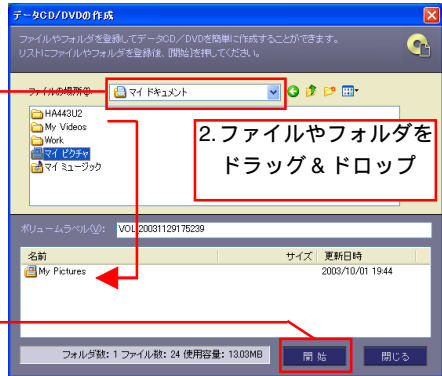 データCD/DVDの作成
ファイルやフォルダを登録してデータCD/DVDを簡単に作成することができます。
リストにファイルやフォルダを登録後、[開始]を押してください。
ファイルの場所(I):
マイ ドキュメント
HA443U2
My Videos
Work
マイ ピクチャ
マイ ミュージック
2.ファイルやフォルダを
ドラッグ&ドロップ
ボリュームラベル(V): VOL_20031129175239
名前 サイズ 更新日時
My Pictures 2003/10/01 19:44
フォルダ数: 1 ファイル数: 24 (使用容量: 13.03MB
開 始
閉じる